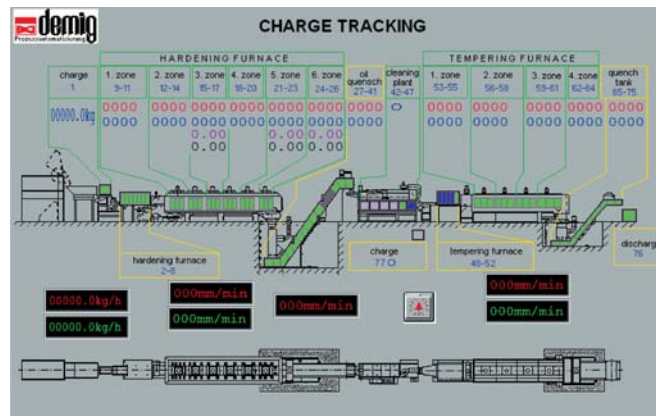 demig
Prozessautomatisierung
CHARGE TRACKING
HARDENING FURNACE
TEMPERING FURNACE
charge
1
1. zone
9-11
2. zone
12-14
3. zone
15-17
4. zone
18-20
5. zone
21-23
6. zone
24-26
oil quensch
27-41
cleaning plant
42-47
1. zone
53-55
2. zone
56-58
3. zone
59-61
4. zone
62-64
quench tank
65-75
00000.0kg
0000 0000 0000 0000 0000 0000 0000 0 0000 0000 0000 0000 0000
0000 0000 0000 0000 0000 0000 0000 0000 0000 0000 0000 0000
0.00 0.00 0.00
0.00 0.00 0.00
hardening furnace
2-8
charge
77 0
tempering furnace
48-52
discharg
76
00000.0kg/h
000mm/min
000mm/min
000mm/min
00000.0kg/h
000mm/min
000mm/min